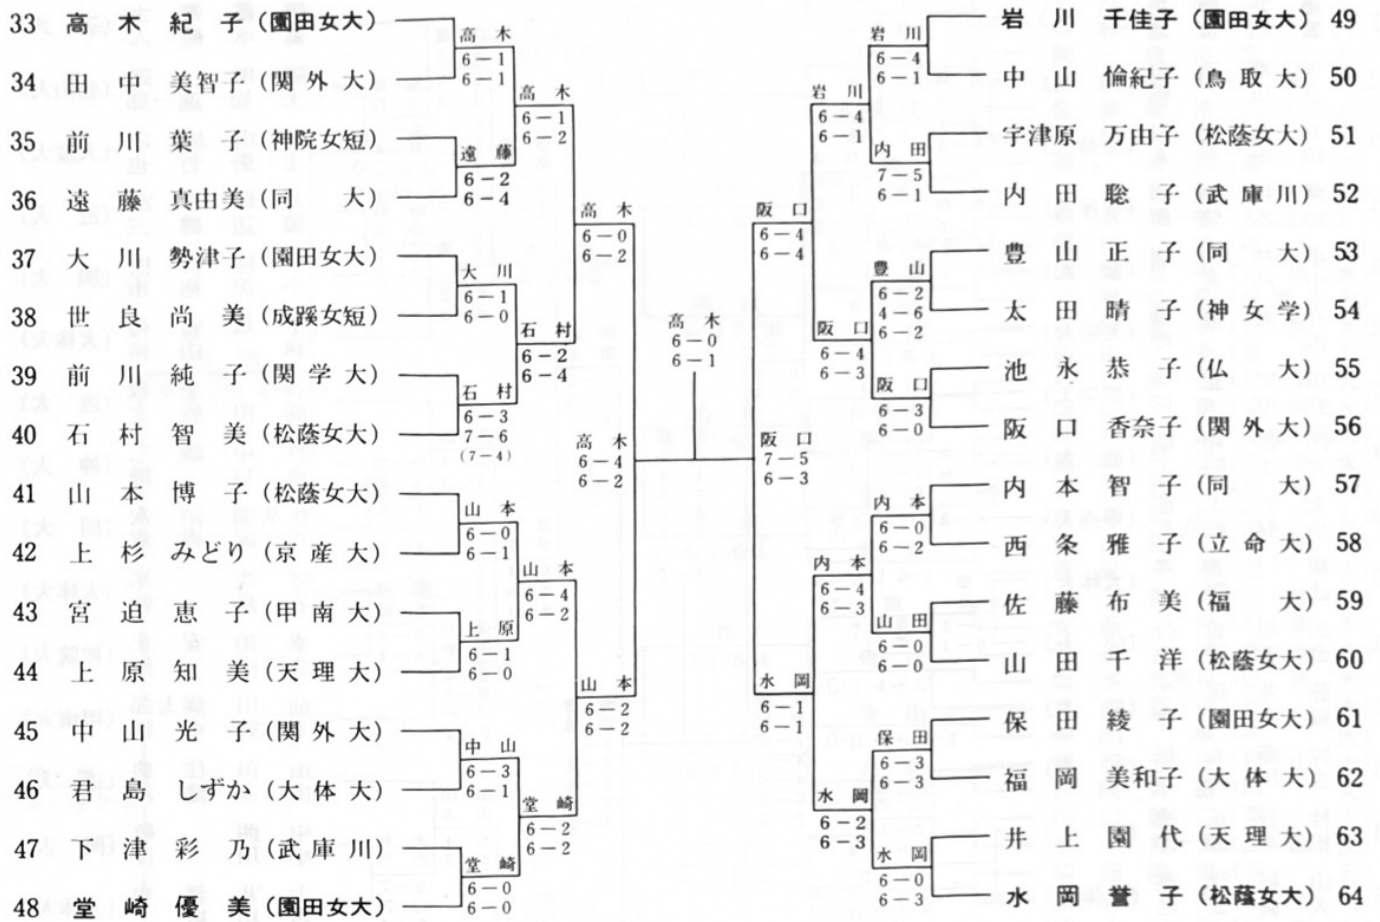 33 高木紀子(園田女大)
34 田中美智子(関外大)
35 前川葉子(神院女短)
36 遠藤真由美(同大)
37 大川勢津子(園田女大)
38 世良尚美(成蹊女短)
39 前川純子(関学大)
40 石村智美(松蔭女大)
41 山本博子(松蔭女大)
42 上杉みどり(京産大)
43 宮迫恵子(甲南大)
44 上原知美(天理大)
45 中山光子(関外大)
46 君島しずか(大体大)
47 下津彩乃(武庫川)
48 堂崎優美(園田女大)
高木
6-1
6-1
遠藤
6-2
6-4
大川
6-1
6-0
石村
6-3
7-6
(7-4)
山本
6-0
6-1
上原
6-1
6-0
中山
6-3
6-1
堂崎
6-0
6-0
高木
6-1
6-2
石村
6-2
6-4
山本
6-4
6-2
堂崎
6-2
6-2
高木
6-0
6-2
山本
6-2
6-2
高木
6-4
6-2
高木
6-0
6-1
阪口
7-5
6-3
阪口
6-4
6-4
水岡
6-1
6-1
岩川
6-4
6-1
阪口
6-4
6-3
内本
6-4
6-3
水岡
6-2
6-3
岩川
6-4
6-1
内田
7-5
6-1
豊山
6-2
4-6
6-2
阪口
6-3
6-0
内本
6-0
6-2
山田
6-0
6-0
保田
6-3
6-3
水岡
6-0
6-3
岩川千佳子(園田女大) 49
中山倫紀子(鳥取大) 50
宇津原万由子(松蔭女大) 51
内田聡子(武庫川) 52
豊山正子(同大) 53
太田晴子(神女学) 54
池永恭子(仏大) 55
阪口香奈子(関外大) 56
内本智子(同大) 57
西条雅子(立命大) 58
佐藤布美(福大) 59
山田千洋(松蔭女大) 60
保田綾子(園田女大) 61
福岡美和子(大体大) 62
井上園代(天理大) 63
水岡誉子(松蔭女大) 64